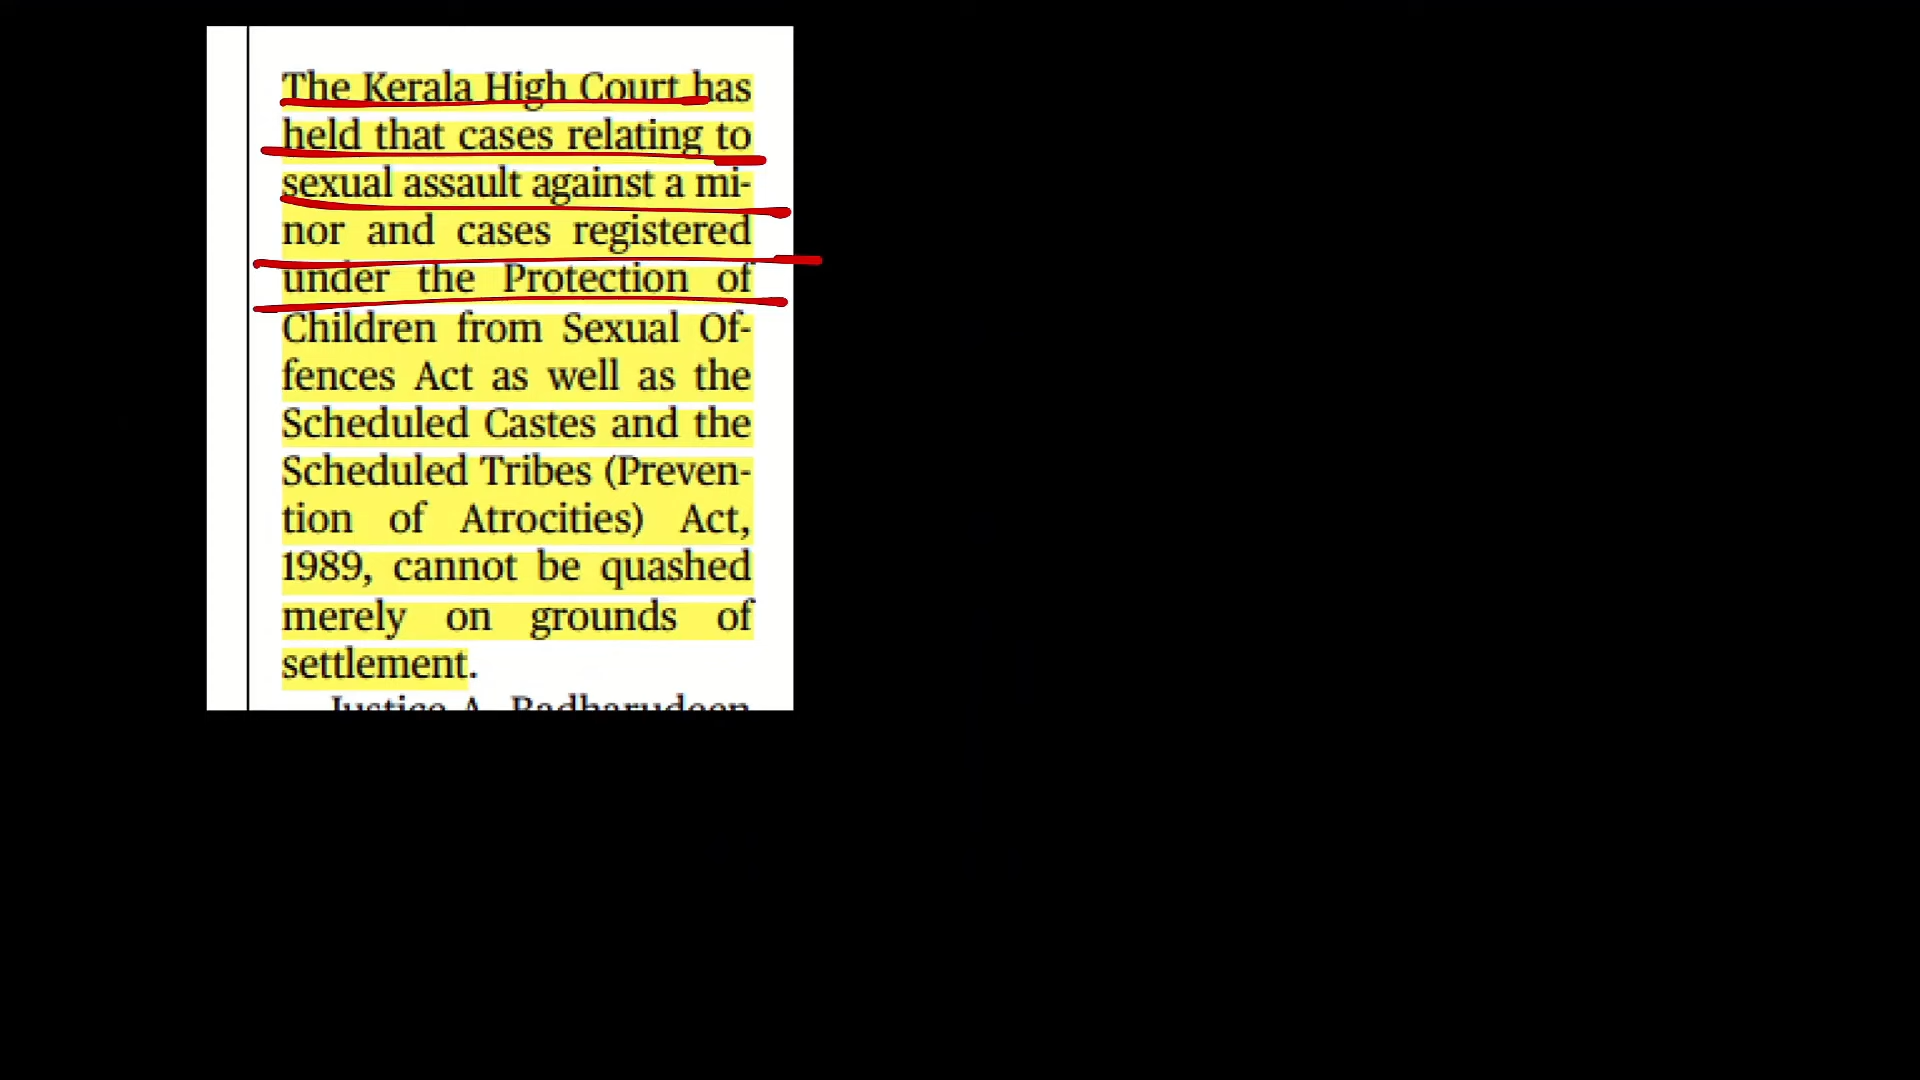 The Kerala High Court has
held that cases relating to
sexual assault against a mi-
nor and cases registered
under the Protection of
Children from Sexual Of-
fences Act as well as the
Scheduled Castes and the
Scheduled Tribes (Preven-
tion of Atrocities) Act,
1989, cannot be quashed
merely on grounds of
settlement.
Justice A. Badharudeen